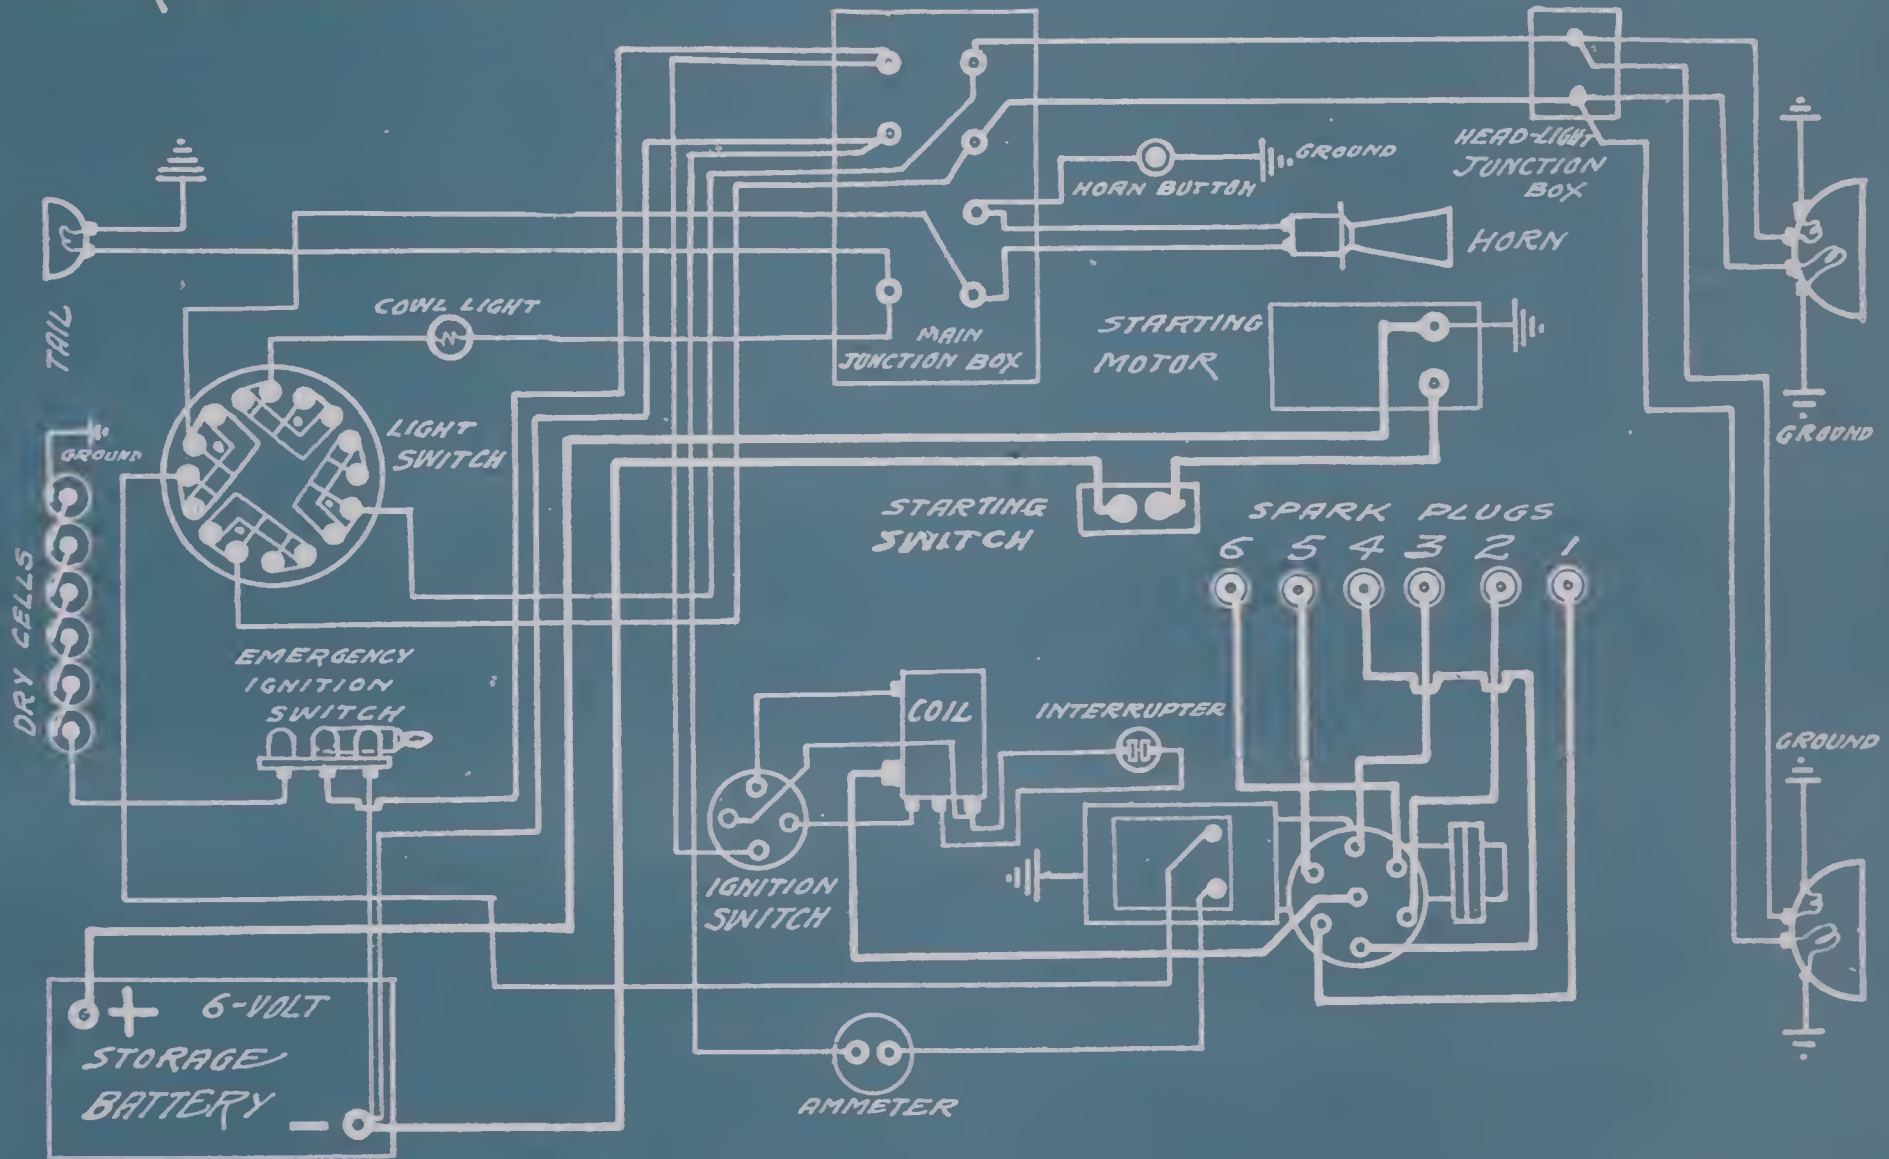 HEAD-LIGHT
JUNCTION
BOX
GROUND
HORN BUTTON
HORN
COWL LIGHT
TAIL
MAIN
JUNCTION BOX
STARTING
MOTOR
LIGHT
SWITCH
GROUND
GROUND
STARTING
SWITCH
SPARK PLUGS
6 5 4 3 2 1
DRY CELLS
EMERGENCY
IGNITION
SWITCH
COIL
INTERRUPTER
GROUND
IGNITION
SWITCH
+ 6-VOLT
STORAGE
BATTERY
-
AMMETER